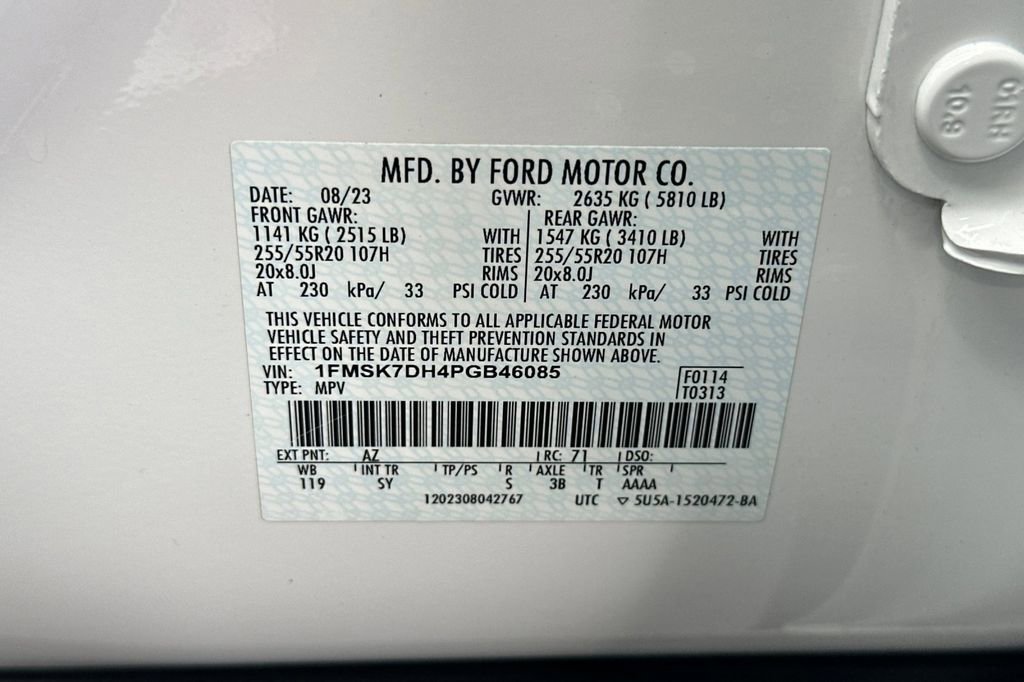 01RH
10.9
MFD. BY FORD MOTOR CO.
DATE: 08/23 GVWR: 2635 KG ( 5810 LB)
FRONT GAWR: REAR GAWR:
1141 KG ( 2515 LB) WITH 1547 KG ( 3410 LB) WITH
255/55R20 107H TIRES 255/55R20 107H TIRES
20x8.0J RIMS 20x8.0J RIMS
AT 230 kPa/ 33 PSI COLD AT 230 kPa/ 33 PSI COLD
THIS VEHICLE CONFORMS TO ALL APPLICABLE FEDERAL MOTOR
VEHICLE SAFETY AND THEFT PREVENTION STANDARDS IN
EFFECT ON THE DATE OF MANUFACTURE SHOWN ABOVE.
VIN: 1FMSK7DH4PGB46085
TYPE: MPV
F0114
T0313
EXT PNT: AZ RC: 71 DSO:
WB INT TR TP/PS R AXLE TR SPR
119 SY S 3B T AAAA
1202308042767 UTC ▽ 5U5A-1520472-BA